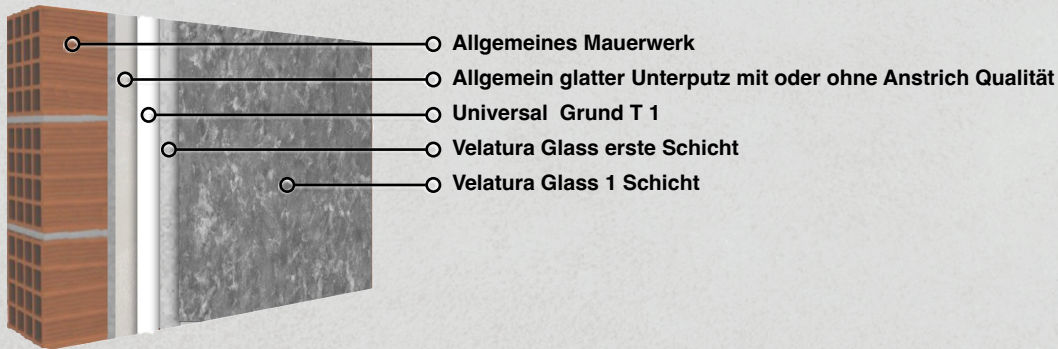 Allgemeines Mauerwerk
Allgemein glatter Unterputz mit oder ohne Anstrich Qualität
Universal Grund T 1
Velatura Glass erste Schicht
Velatura Glass 1 Schicht